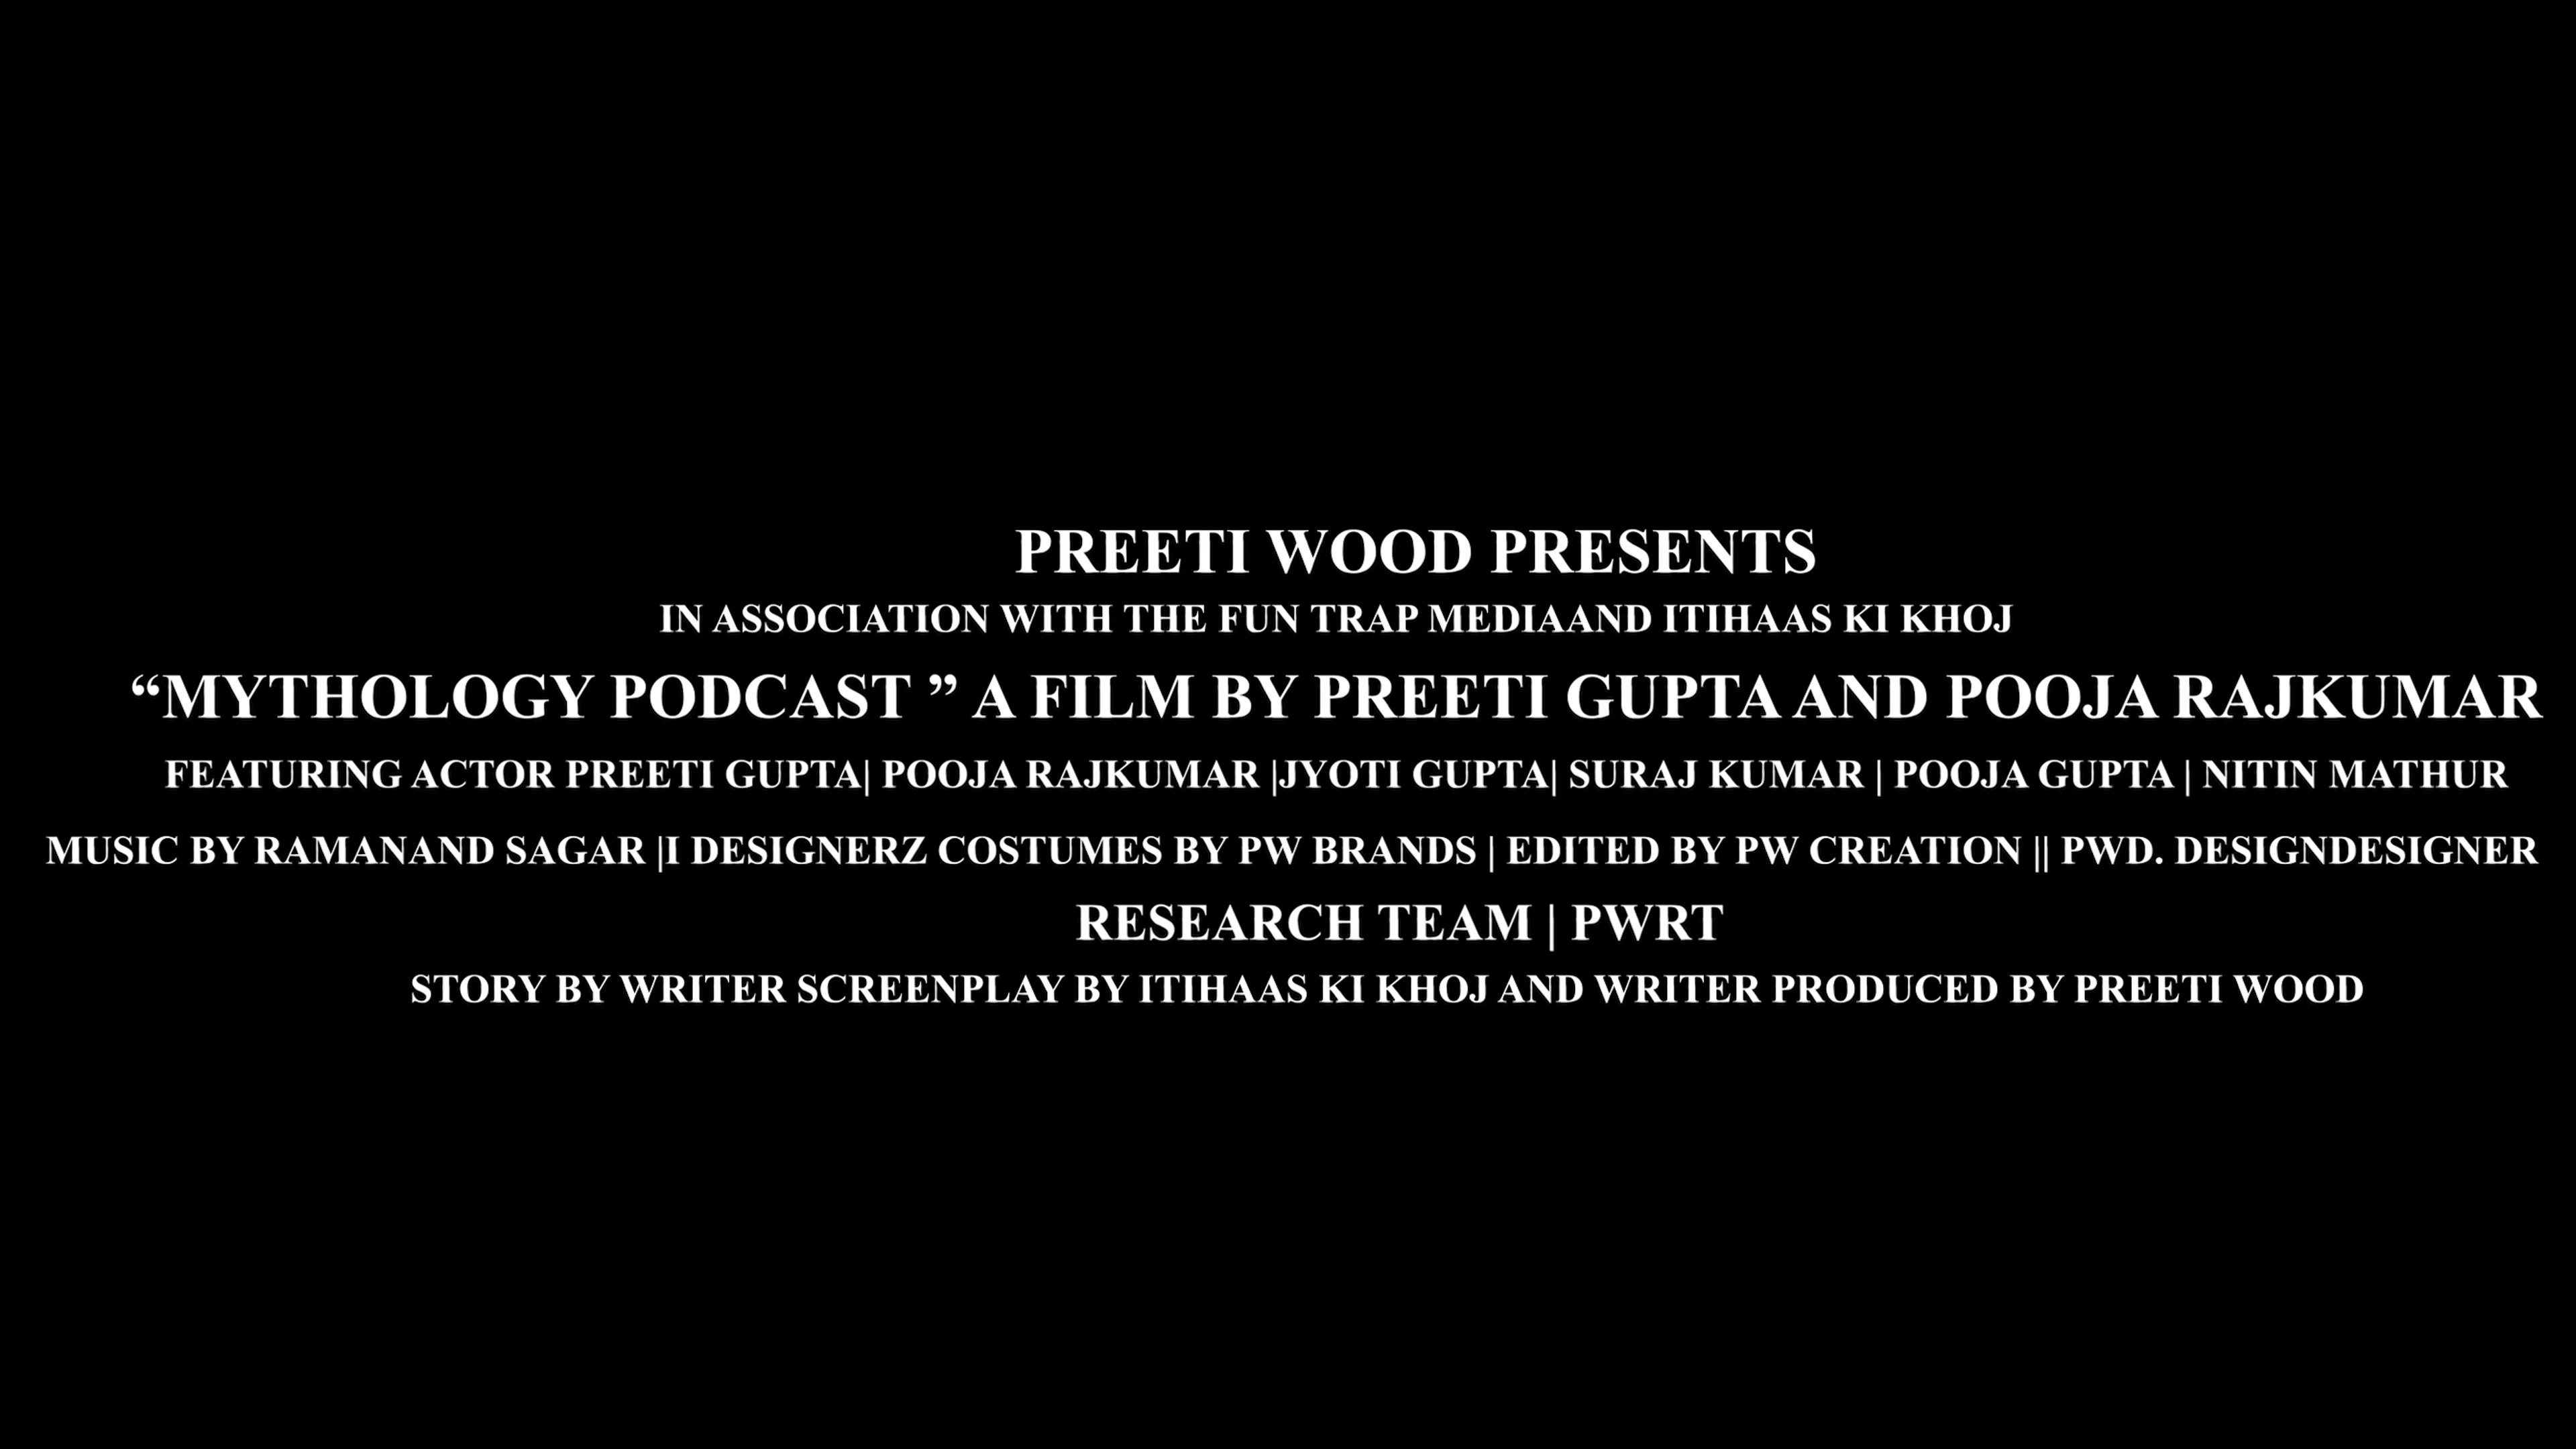 PREETI WOOD PRESENTS
IN ASSOCIATION WITH THE FUN TRAP MEDIAAND ITIHAAS KI KHOJ
“MYTHOLOGY PODCAST ” A FILM BY PREETI GUPTA AND POOJA RAJKUMAR
FEATURING ACTOR PREETI GUPTA| POOJA RAJKUMAR |JYOTI GUPTA| SURAJ KUMAR | POOJA GUPTA | NITIN MATHUR
MUSIC BY RAMANAND SAGAR |I DESIGNERZ COSTUMES BY PW BRANDS | EDITED BY PW CREATION || PWD. DESIGNDESIGNER
RESEARCH TEAM | PWRT
STORY BY WRITER SCREENPLAY BY ITIHAAS KI KHOJ AND WRITER PRODUCED BY PREETI WOOD